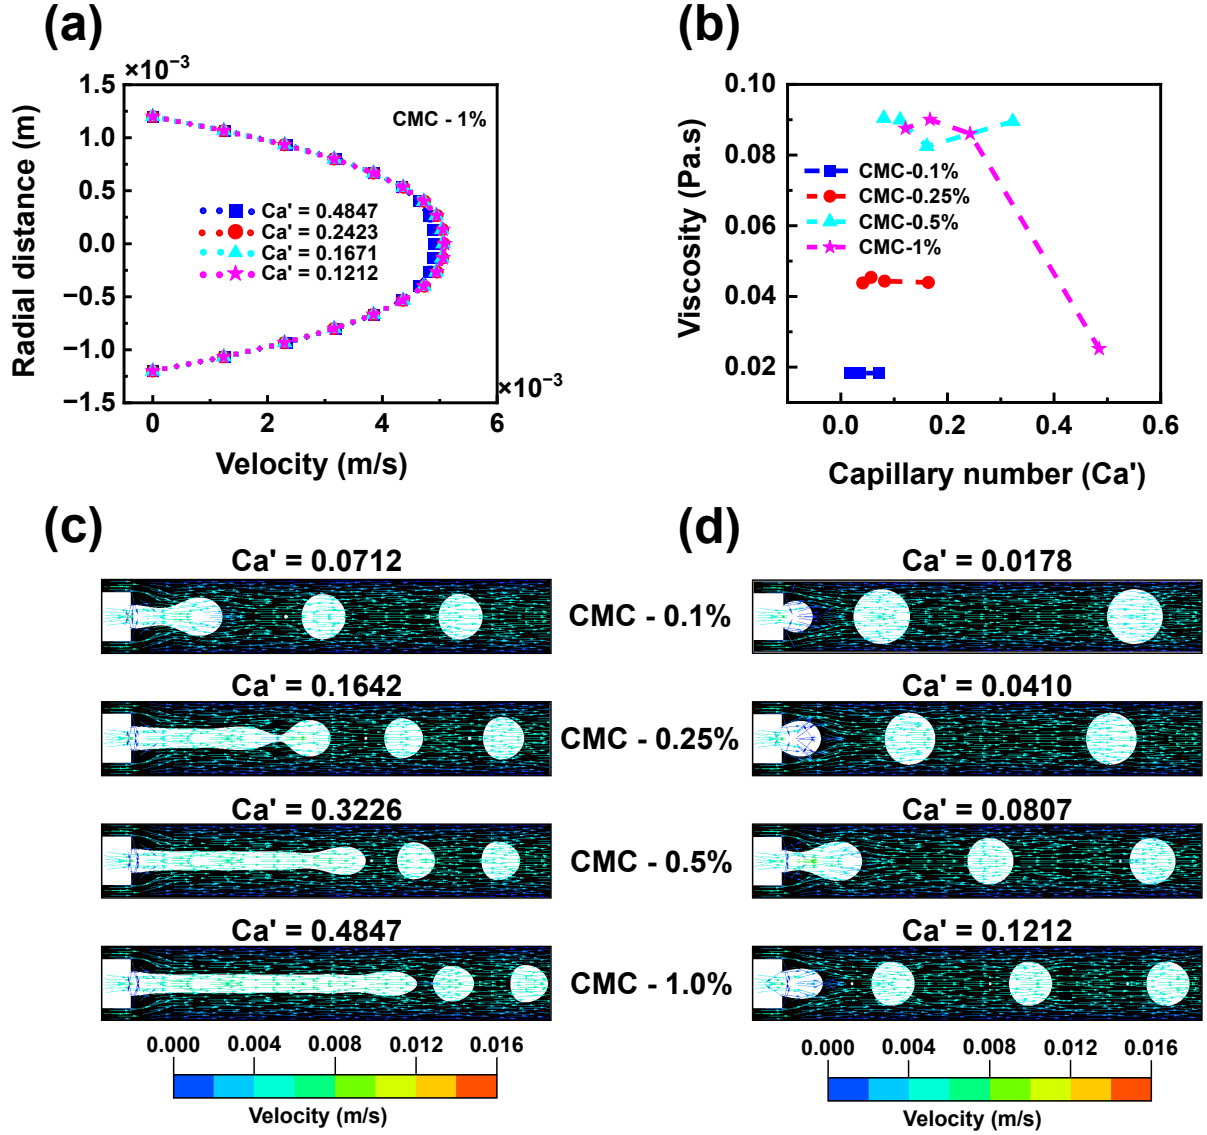 (a)
×10⁻³
1.5
1.0
0.5
0.0
−0.5
−1.0
−1.5
Radial distance (m)
CMC - 1%
Ca' = 0.4847
Ca' = 0.2423
Ca' = 0.1671
Ca' = 0.1212
0 2 4 6
×10⁻³
Velocity (m/s)
(b)
0.10
0.08
0.06
0.04
0.02
Viscosity (Pa.s)
CMC-0.1%
CMC-0.25%
CMC-0.5%
CMC-1%
0.0 0.2 0.4 0.6
Capillary number (Ca')
(c)
(d)
Ca' = 0.0712
Ca' = 0.0178
CMC - 0.1%
Ca' = 0.1642
Ca' = 0.0410
CMC - 0.25%
Ca' = 0.3226
Ca' = 0.0807
CMC - 0.5%
Ca' = 0.4847
Ca' = 0.1212
CMC - 1.0%
0.000 0.004 0.008 0.012 0.016
Velocity (m/s)
0.000 0.004 0.008 0.012 0.016
Velocity (m/s)